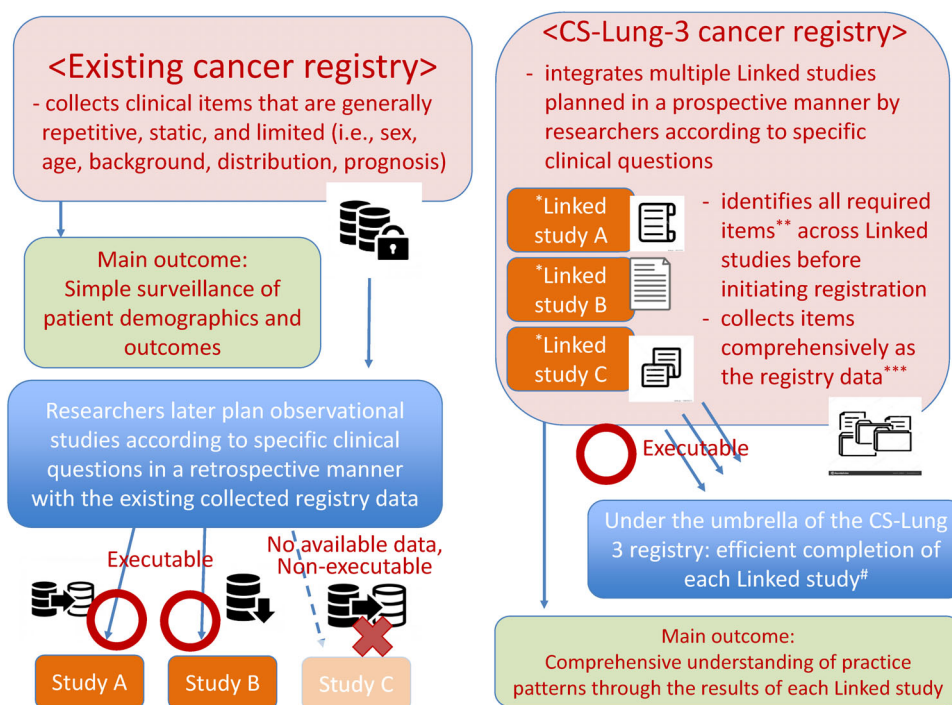 <Existing cancer registry>
- collects clinical items that are generally
repetitive, static, and limited (i.e., sex,
age, background, distribution, prognosis)
Main outcome:
Simple surveillance of
patient demographics and
outcomes
Researchers later plan observational
studies according to specific clinical
questions in a retrospective manner
with the existing collected registry data
Executable
No available data,
Non-executable
Study A
Study B
Study C
<CS-Lung-3 cancer registry>
- integrates multiple Linked studies
planned in a prospective manner by
researchers according to specific
clinical questions
*Linked
study A
*Linked
study B
*Linked
study C
- identifies all required
items** across Linked
studies before
initiating registration
- collects items
comprehensively as
the registry data***
Executable
Under the umbrella of the CS-Lung
3 registry: efficient completion of
each Linked study#
Main outcome:
Comprehensive understanding of practice
patterns through the results of each Linked study